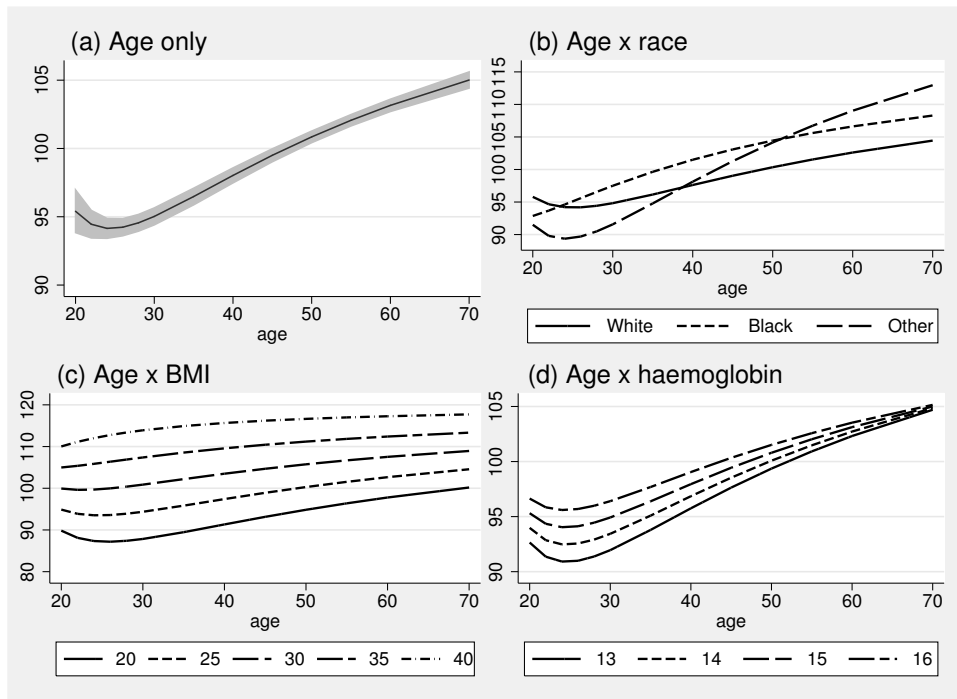 (a) Age only
105
100
95
90
20 30 40 50 60 70
age
(b) Age x race
115
110
105
100
95
90
20 30 40 50 60 70
age
White Black Other
(c) Age x BMI
120
110
100
90
80
20 30 40 50 60 70
age
20 25 30 35 40
(d) Age x haemoglobin
105
100
95
90
20 30 40 50 60 70
age
13 14 15 16